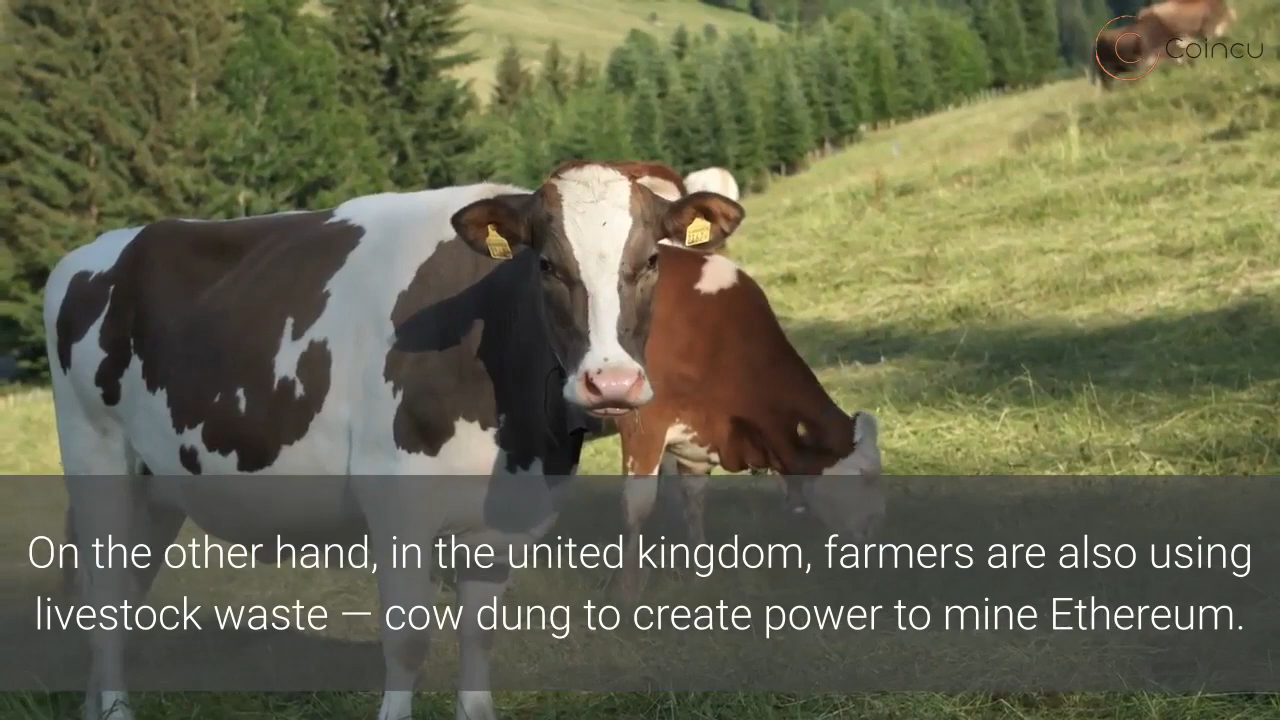 Coincu
On the other hand, in the united kingdom, farmers are also using
livestock waste — cow dung to create power to mine Ethereum.